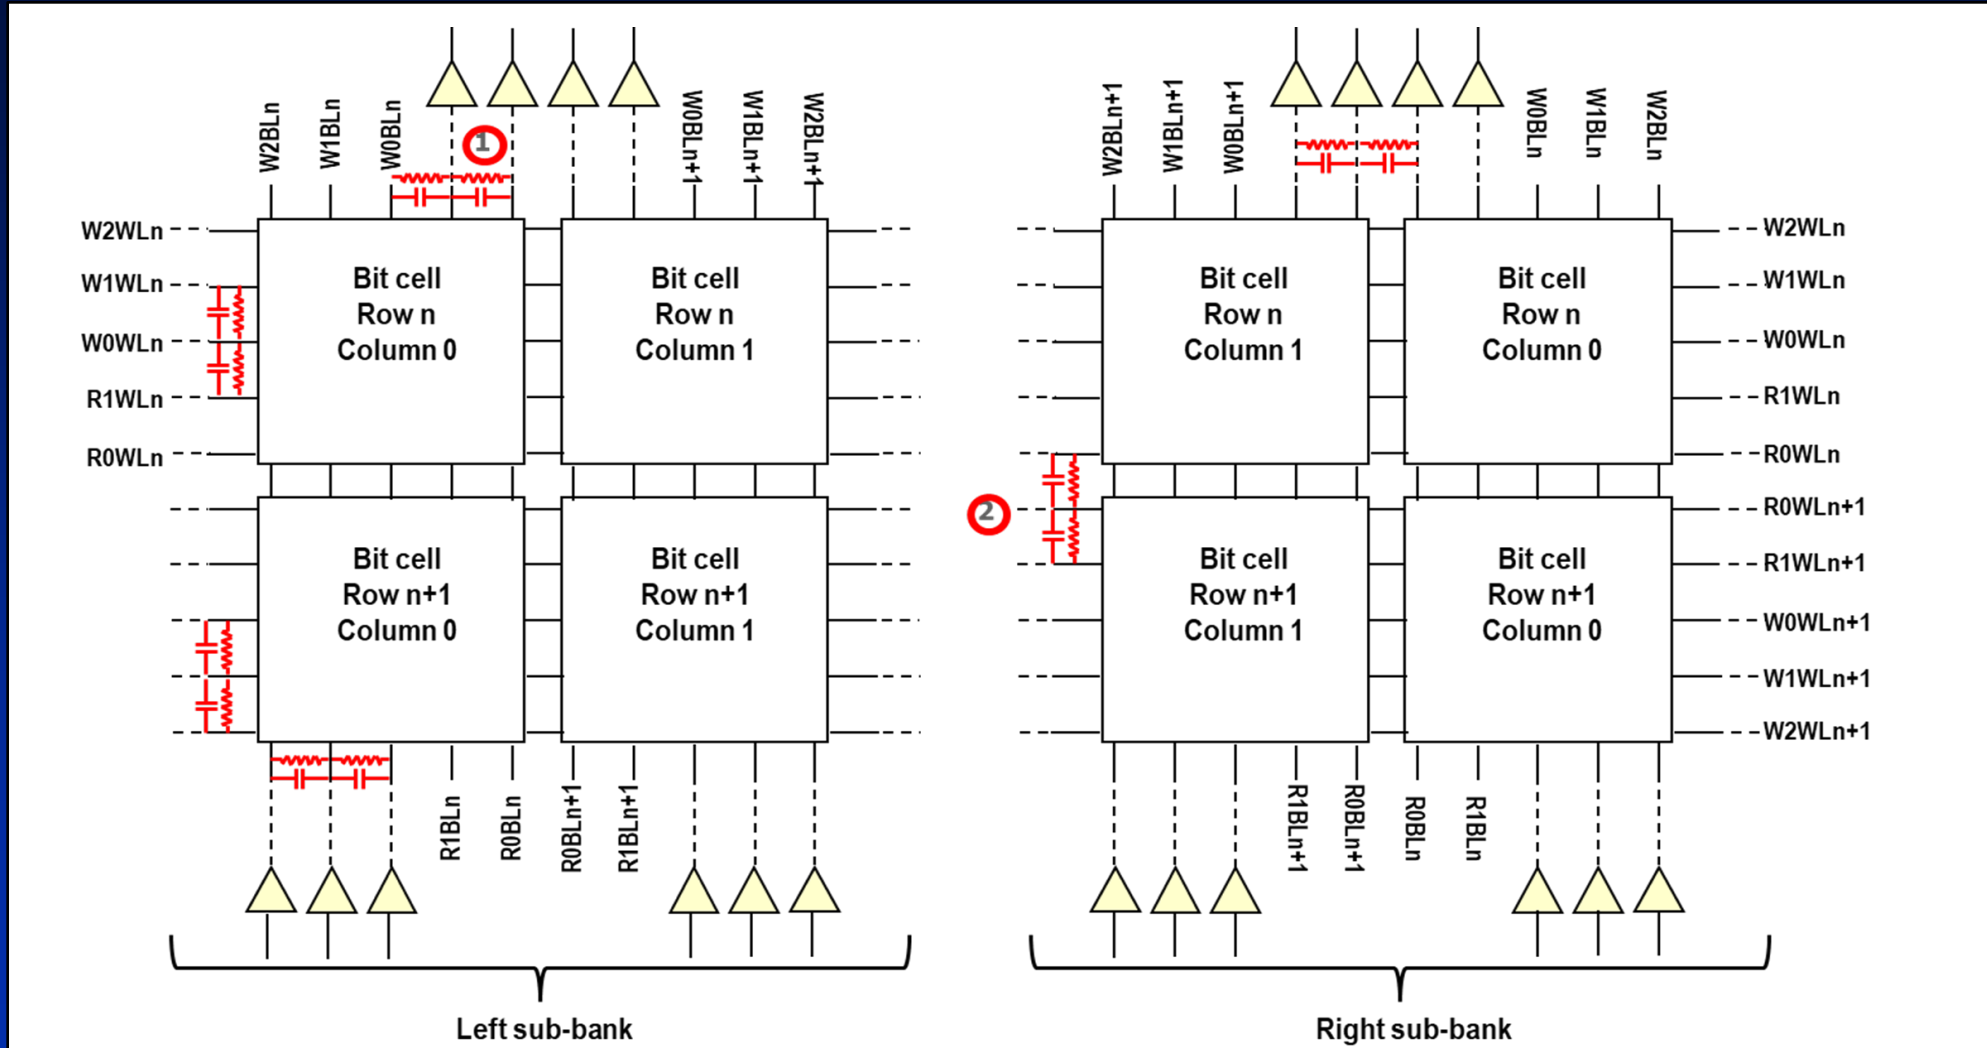 W2BLn
W1BLn
W0BLn
W0BLn+1
W1BLn+1
W2BLn+1
W2BLn+1
W1BLn+1
W0BLn+1
W0BLn
W1BLn
W2BLn
1
W2WLn
W1WLn
W0WLn
R1WLn
R0WLn
Bit cell
Row n
Column 0
Bit cell
Row n
Column 1
Bit cell
Row n
Column 1
Bit cell
Row n
Column 0
W2WLn
W1WLn
W0WLn
R1WLn
R0WLn
2
Bit cell
Row n+1
Column 0
Bit cell
Row n+1
Column 1
Bit cell
Row n+1
Column 1
Bit cell
Row n+1
Column 0
R0WLn+1
R1WLn+1
W0WLn+1
W1WLn+1
W2WLn+1
R1BLn
R0BLn
R0BLn+1
R1BLn+1
R1BLn+1
R0BLn+1
R0BLn
R1BLn
Left sub-bank
Right sub-bank